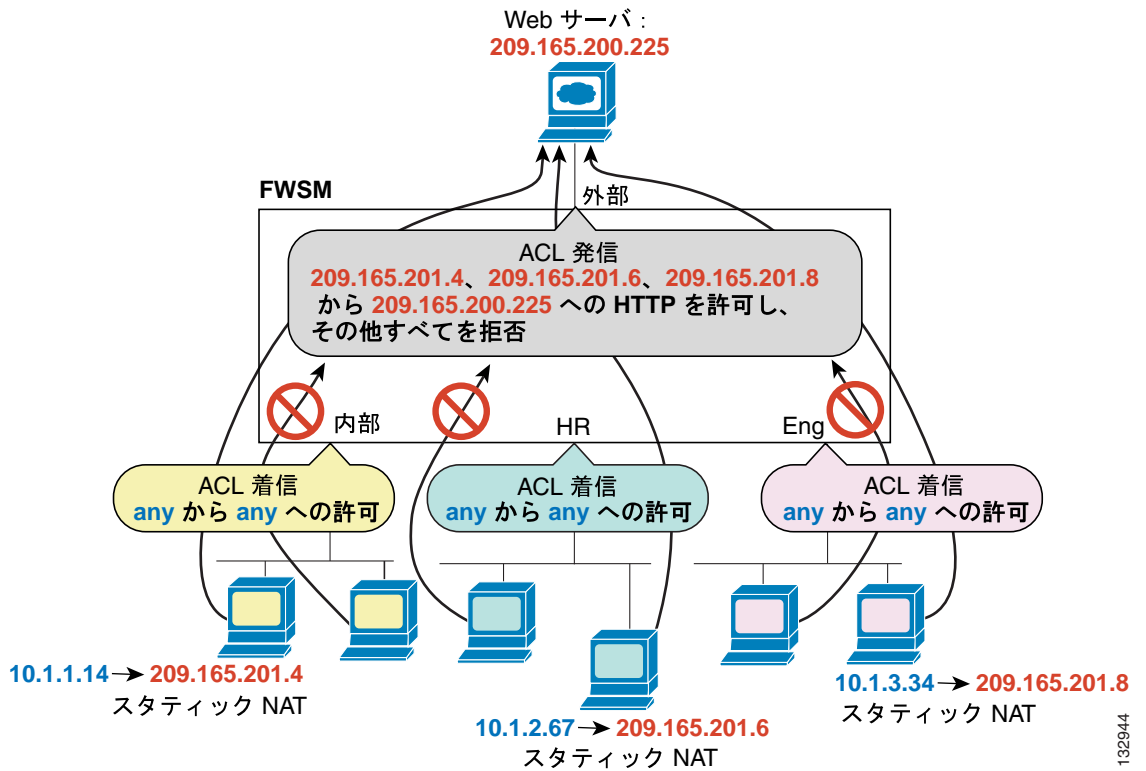 Web サーバ：
209.165.200.225
FWSM
外部
ACL 発信
209.165.201.4、209.165.201.6、209.165.201.8
から 209.165.200.225 への HTTP を許可し、
その他すべてを拒否
内部
HR
Eng
ACL 着信
any から any への許可
ACL 着信
any から any への許可
ACL 着信
any から any への許可
10.1.1.14 → 209.165.201.4
スタティック NAT
10.1.2.67 → 209.165.201.6
スタティック NAT
10.1.3.34 → 209.165.201.8
スタティック NAT
132944